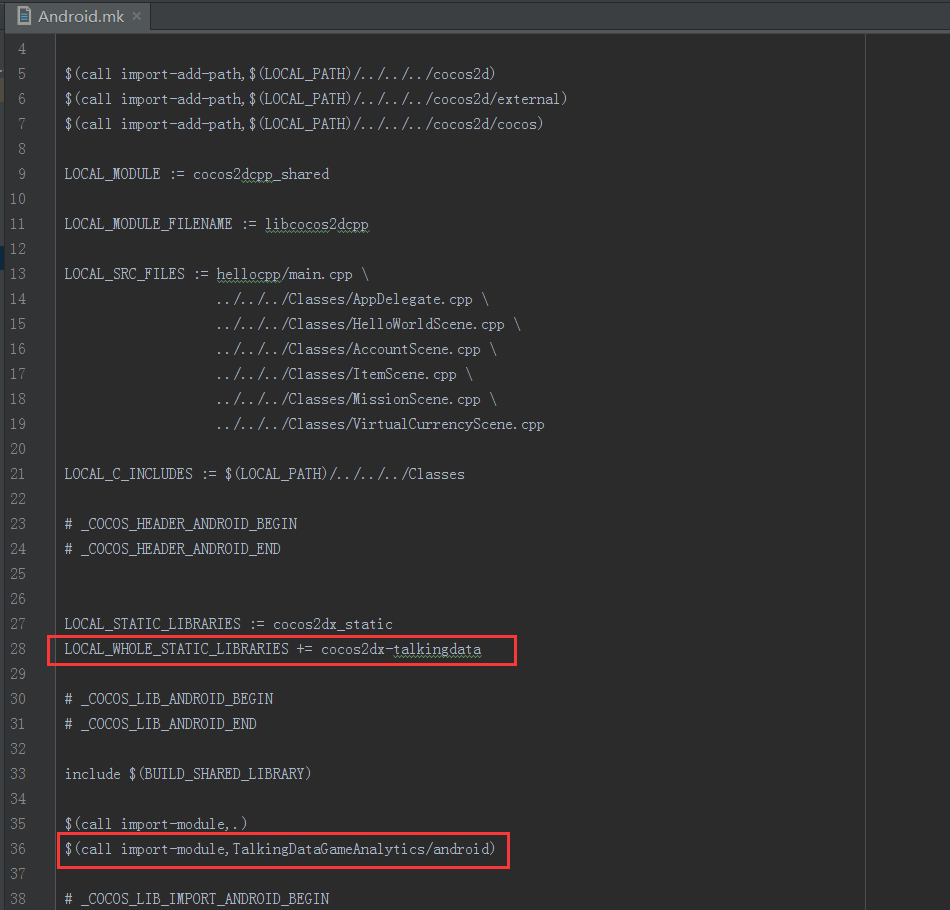 Android.mk ×
4
5 $(call import-add-path,$(LOCAL_PATH)/../../../cocos2d)
6 $(call import-add-path,$(LOCAL_PATH)/../../../cocos2d/external)
7 $(call import-add-path,$(LOCAL_PATH)/../../../cocos2d/cocos)
8
9 LOCAL_MODULE := cocos2dcpp_shared
10
11 LOCAL_MODULE_FILENAME := libcocos2dcpp
12
13 LOCAL_SRC_FILES := hellocpp/main.cpp \
14 ../../../Classes/AppDelegate.cpp \
15 ../../../Classes/HelloWorldScene.cpp \
16 ../../../Classes/AccountScene.cpp \
17 ../../../Classes/ItemScene.cpp \
18 ../../../Classes/MissionScene.cpp \
19 ../../../Classes/VirtualCurrencyScene.cpp
20
21 LOCAL_C_INCLUDES := $(LOCAL_PATH)/../../../Classes
22
23 # _COCOS_HEADER_ANDROID_BEGIN
24 # _COCOS_HEADER_ANDROID_END
25
26
27 LOCAL_STATIC_LIBRARIES := cocos2dx_static
28 LOCAL_WHOLE_STATIC_LIBRARIES += cocos2dx-talkingdata
29
30 # _COCOS_LIB_ANDROID_BEGIN
31 # _COCOS_LIB_ANDROID_END
32
33 include $(BUILD_SHARED_LIBRARY)
34
35 $(call import-module,.)
36 $(call import-module,TalkingDataGameAnalytics/android)
37
38 # _COCOS_LIB_IMPORT_ANDROID_BEGIN